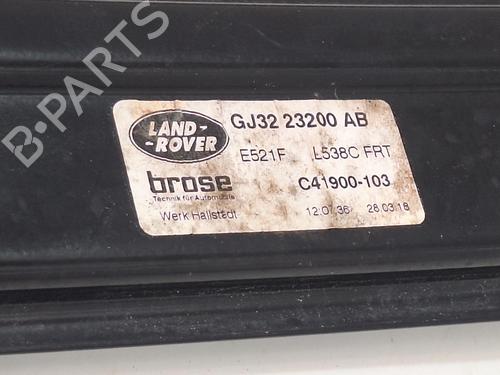 B-PARTS
LAND-
-ROVER
GJ32 23200 AB
E521F L538C FRT
brose
Technik für Automobile
C41900-103
Werk Hallstadt
12:07:36 28.03.18